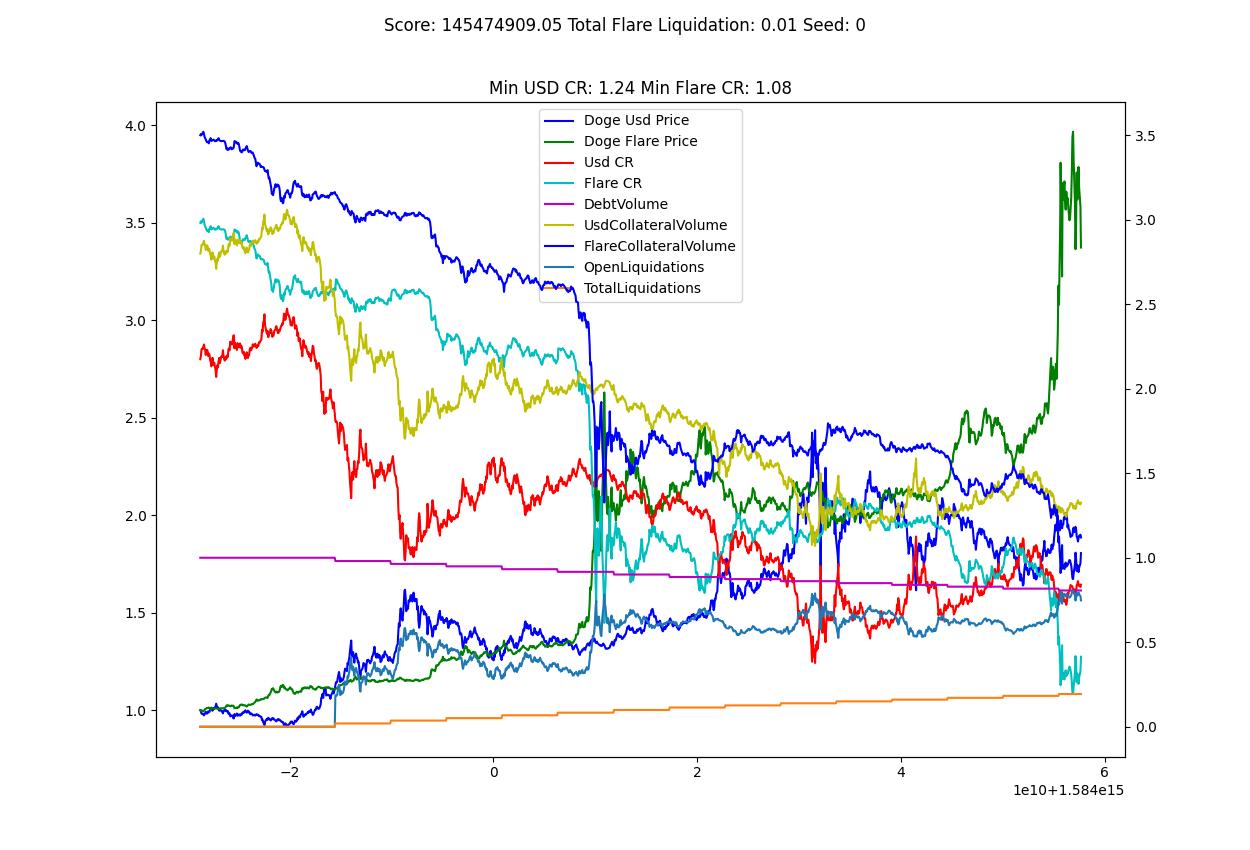 Score: 145474909.05 Total Flare Liquidation: 0.01 Seed: 0
Min USD CR: 1.24 Min Flare CR: 1.08
4.0
3.5
3.0
2.5
2.0
1.5
1.0
Doge Usd Price
Doge Flare Price
Usd CR
Flare CR
DebtVolume
UsdCollateralVolume
FlareCollateralVolume
OpenLiquidations
TotalLiquidations
3.5
3.0
2.5
2.0
1.5
1.0
0.5
0.0
−2 0 2 4 6
1e10+1.584e15